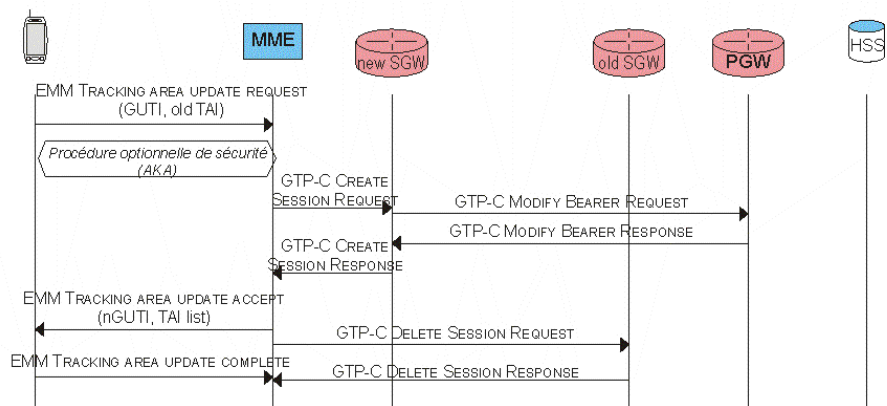 MME
new SGW
old SGW
PGW
HSS
EMM TRACKING AREA UPDATE REQUEST
(GUTI, old TAI)
Procédure optionnelle de sécurité
(AKA)
GTP-C CREATE
SESSION REQUEST
GTP-C MODIFY BEARER REQUEST
GTP-C MODIFY BEARER RESPONSE
GTP-C CREATE
SESSION RESPONSE
EMM TRACKING AREA UPDATE ACCEPT
(nGUTI, TAI list)
GTP-C DELETE SESSION REQUEST
EMM TRACKING AREA UPDATE COMPLETE
GTP-C DELETE SESSION RESPONSE